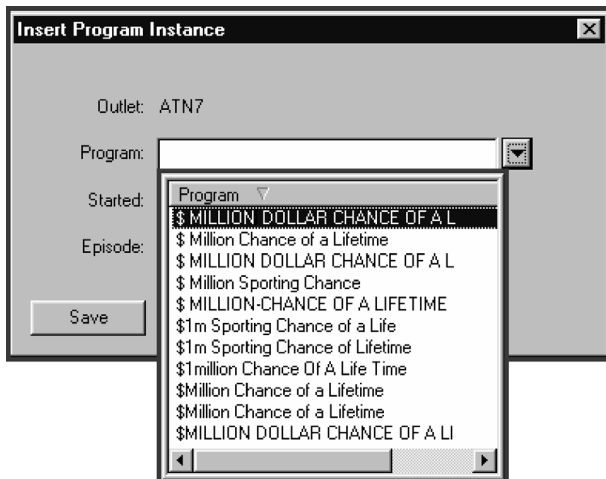 Insert Program Instance
Outlet: ATN7
Program:
Started:
Episode:
Save
Program
$ MILLION DOLLAR CHANCE OF A L
$ Million Chance of a Lifetime
$ MILLION DOLLAR CHANCE OF A L
$ Million Sporting Chance
$ MILLION-CHANCE OF A LIFETIME
$1m Sporting Chance of a Life
$1m Sporting Chance of Lifetime
$1million Chance Of A Life Time
$Million Chance of a Lifetime
$Million Chance of a Lifetime
$MILLION DOLLAR CHANCE OF A LI